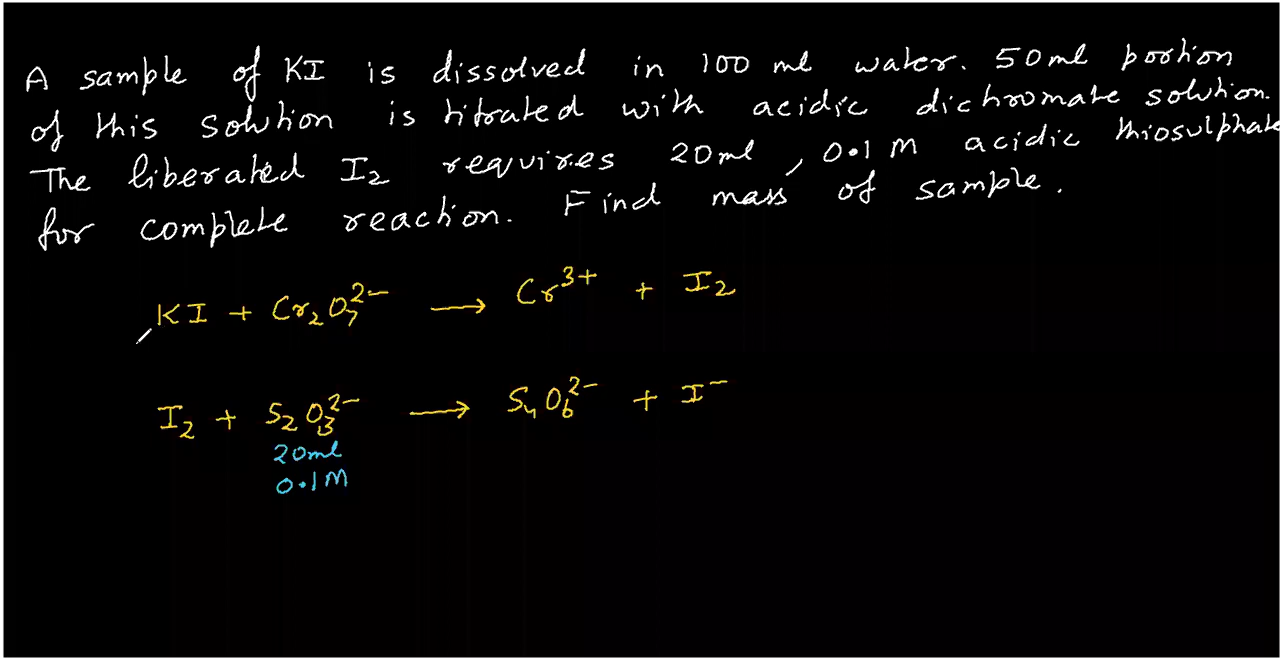 A sample of KI is dissolved in 100 ml water. 50ml portion
of this solution is titrated with acidic dichromate solution.
The liberated I₂ requires 20ml, 0.1 M acidic thiosulphate
for complete reaction. Find mass of sample.
KI + Cr₂O₇²⁻ ⟶ Cr³⁺ + I₂
I₂ + S₂O₃²⁻ ⟶ S₄O₆²⁻ + I⁻
20ml
0.1M